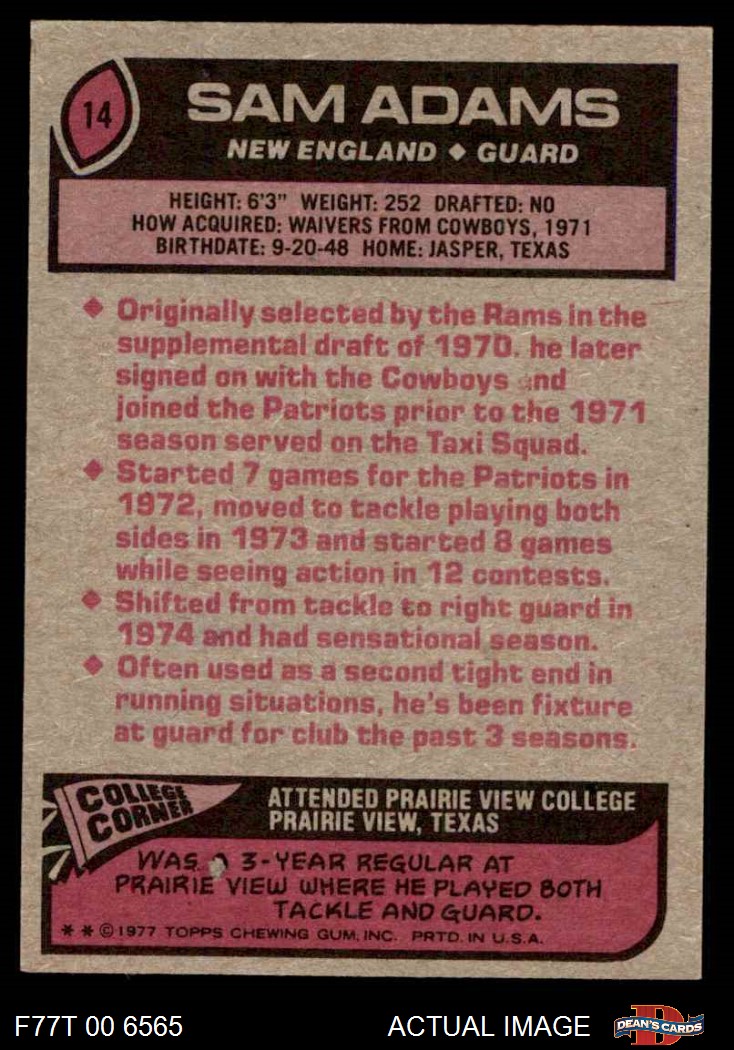 14
SAM ADAMS
NEW ENGLAND ◆ GUARD
HEIGHT: 6'3" WEIGHT: 252 DRAFTED: NO
HOW ACQUIRED: WAIVERS FROM COWBOYS, 1971
BIRTHDATE: 9-20-48 HOME: JASPER, TEXAS
◆ Originally selected by the Rams in the
supplemental draft of 1970. he later
signed on with the Cowboys and
joined the Patriots prior to the 1971
season served on the Taxi Squad.
◆ Started 7 games for the Patriots in
1972, moved to tackle playing both
sides in 1973 and started 8 games
while seeing action in 12 contests.
◆ Shifted from tackle to right guard in
1974 and had sensational season.
◆ Often used as a second tight end in
running situations, he's been fixture
at guard for club the past 3 seasons.
COLLEGE
CORNER
ATTENDED PRAIRIE VIEW COLLEGE
PRAIRIE VIEW, TEXAS
WAS A 3-YEAR REGULAR AT
PRAIRIE VIEW WHERE HE PLAYED BOTH
TACKLE AND GUARD.
* * © 1977 TOPPS CHEWING GUM, INC. PRTD. IN U.S.A.
F77T 00 6565
ACTUAL IMAGE
D
DEAN'S CARDS